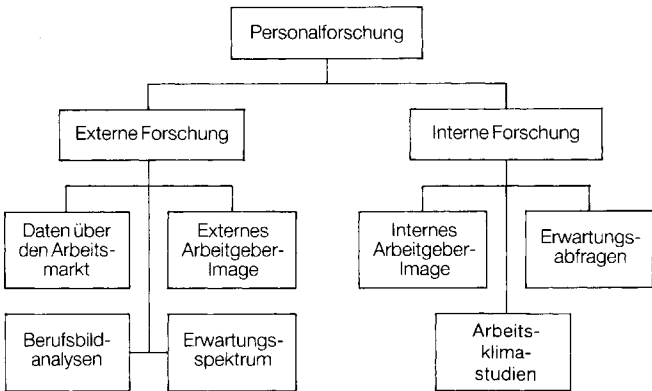 Personalforschung
Externe Forschung
Interne Forschung
Daten über
den Arbeits-
markt
Externes
Arbeitgeber-
Image
Internes
Arbeitgeber-
Image
Erwartungs-
abfragen
Berufsbild-
analysen
Erwartungs-
spektrum
Arbeits-
klima-
studien